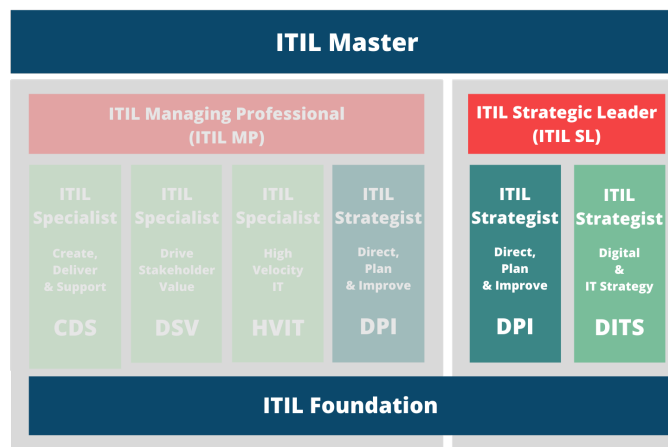 ITIL Master
ITIL Managing Professional
(ITIL MP)
ITIL Strategic Leader
(ITIL SL)
ITIL
Specialist
Create,
Deliver
& Support
CDS
ITIL
Specialist
Drive
Stakeholder
Value
DSV
ITIL
Specialist
High
Velocity
IT
HVIT
ITIL
Strategist
Direct,
Plan
& Improve
DPI
ITIL
Strategist
Direct,
Plan
& Improve
DPI
ITIL
Strategist
Digital
&
IT Strategy
DITS
ITIL Foundation